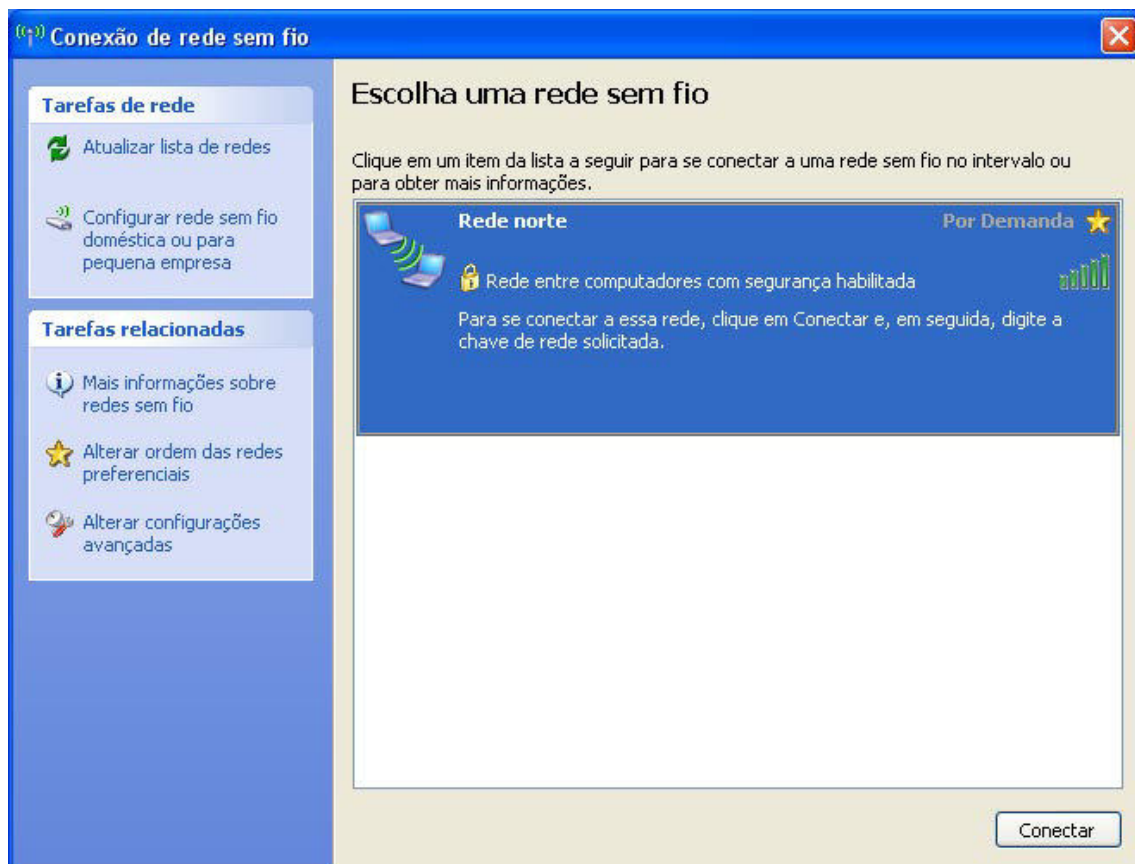 Conexão de rede sem fio
Tarefas de rede
Atualizar lista de redes
Configurar rede sem fio
doméstica ou para
pequena empresa
Tarefas relacionadas
Mais informações sobre
redes sem fio
Alterar ordem das redes
preferenciais
Alterar configurações
avançadas
Escolha uma rede sem fio
Clique em um item da lista a seguir para se conectar a uma rede sem fio no intervalo ou
para obter mais informações.
Rede norte Por Demanda
Rede entre computadores com segurança habilitada
Para se conectar a essa rede, clique em Conectar e, em seguida, digite a
chave de rede solicitada.
Conectar